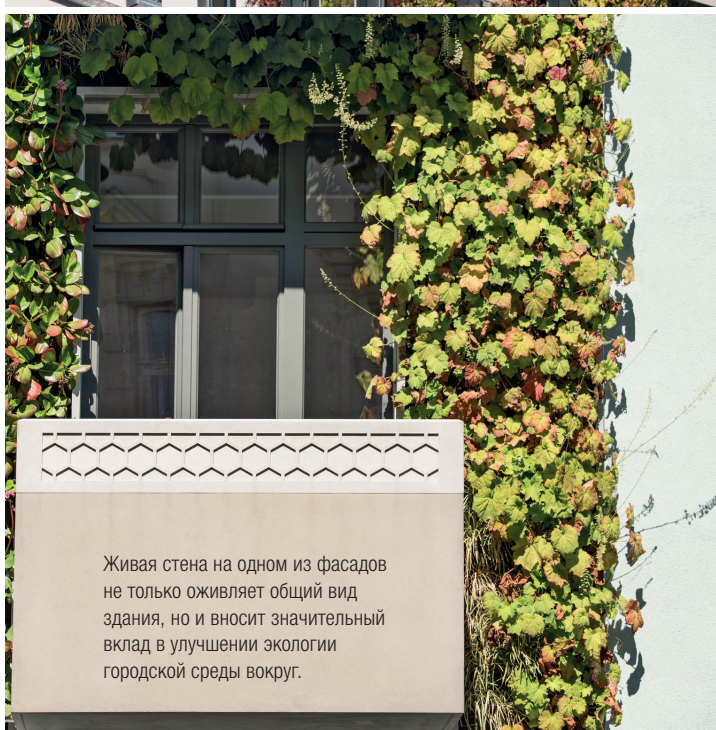 Живая стена на одном из фасадов
не только оживляет общий вид
здания, но и вносит значительный
вклад в улучшении экологии
городской среды вокруг.